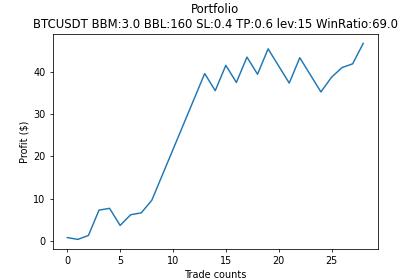 Portfolio
BTCUSDT BBM:3.0 BBL:160 SL:0.4 TP:0.6 lev:15 WinRatio:69.0
Profit ($)
40
30
20
10
0
0 5 10 15 20 25
Trade counts